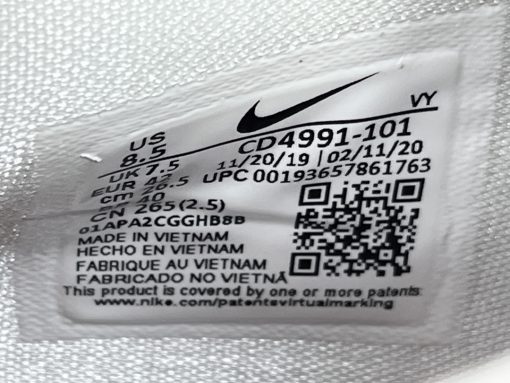 VY
US 8.5
CD4991-101
UK 7.5
11/20/19 | 02/11/20
EUR 42
UPC 00193657861763
cm 26.5
40
CN 265(2.5)
01APA2CGGHB8B
MADE IN VIETNAM
HECHO EN VIETNAM
FABRIQUE AU VIETNAM
FABRICADO NO VIETNÃ
This product is covered by one or more patents:
www.nike.com/patentsvirtualmarking